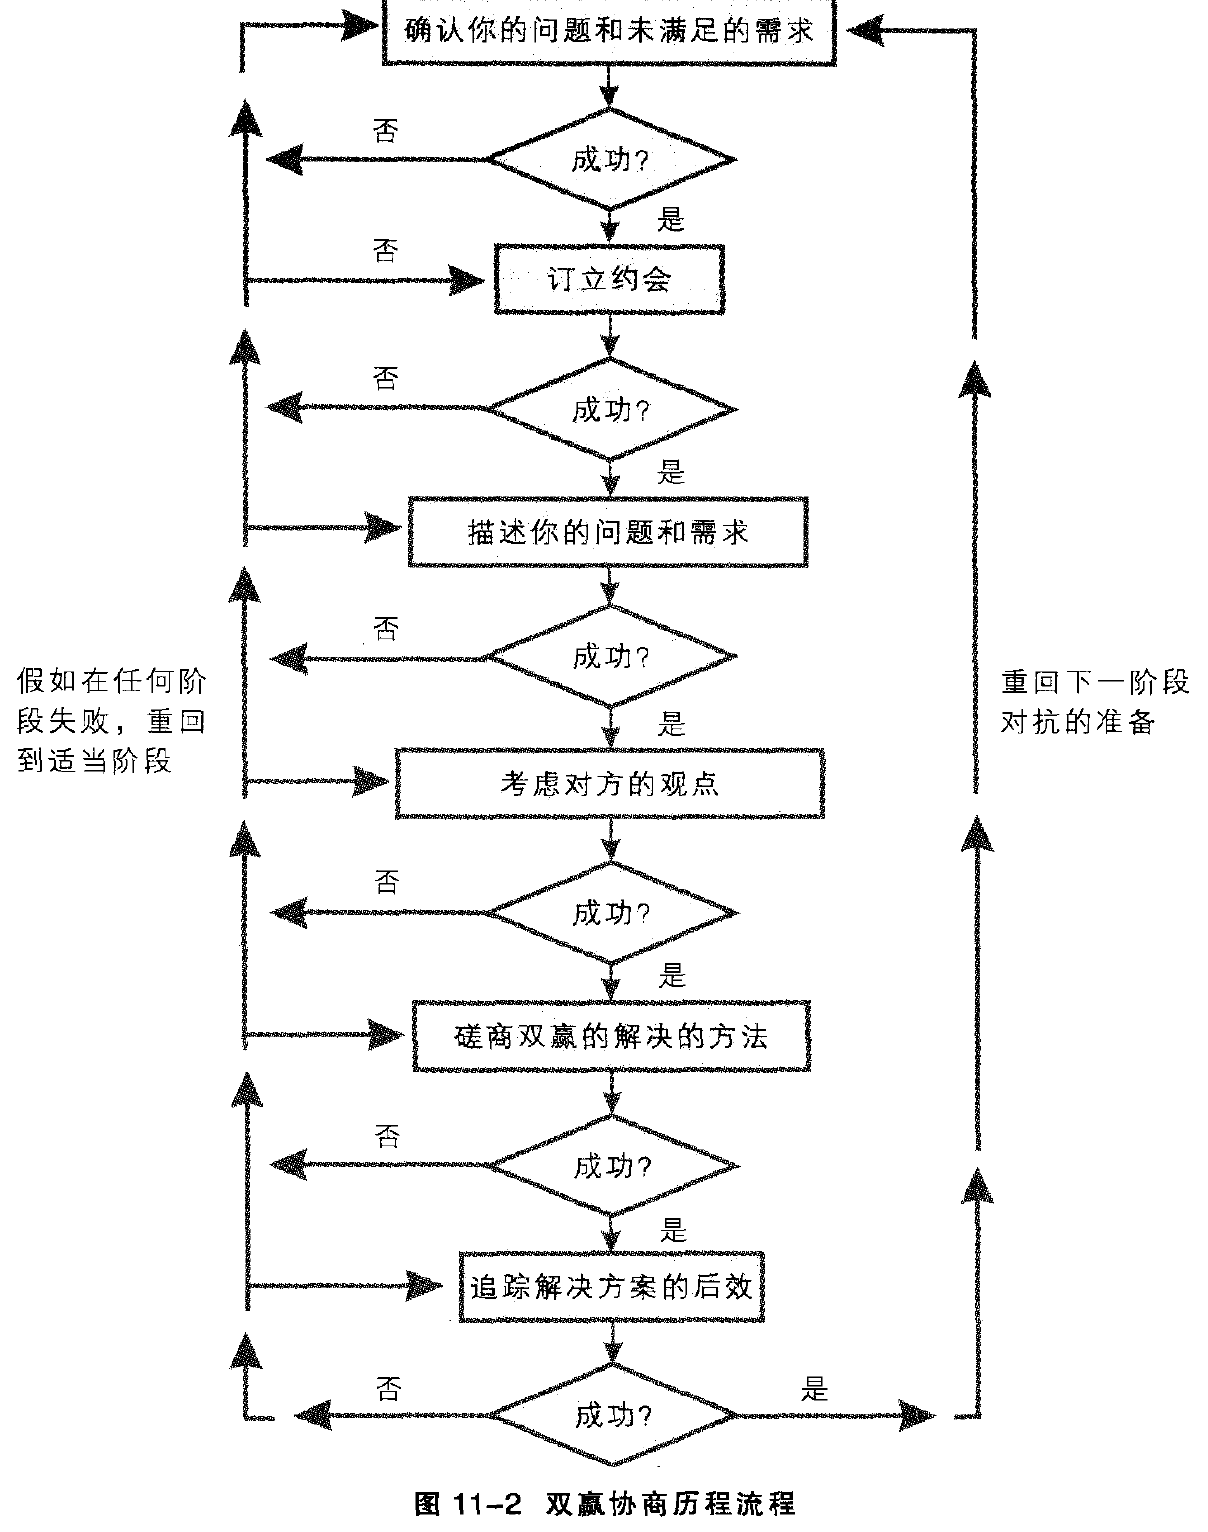 确认你的问题和未满足的需求
否
成功?
是
否
订立约会
否
成功?
是
描述你的问题和需求
否
成功?
是
假如在任何阶
段失败，重回
到适当阶段
重回下一阶段
对抗的准备
考虑对方的观点
否
成功?
是
磋商双赢的解决的方法
否
成功?
是
追踪解决方案的后效
否
成功?
是
图 11-2 双赢协商历程流程